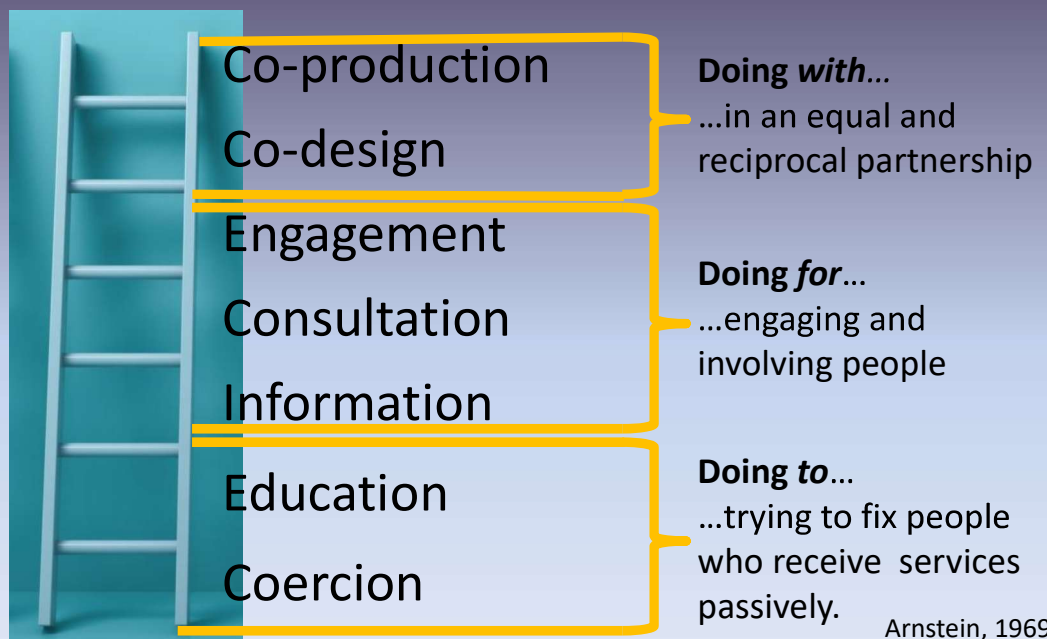 Co-production
Co-design
Engagement
Consultation
Information
Education
Coercion
Doing with...
...in an equal and
reciprocal partnership
Doing for...
...engaging and
involving people
Doing to...
...trying to fix people
who receive  services
passively.
Arnstein, 1969